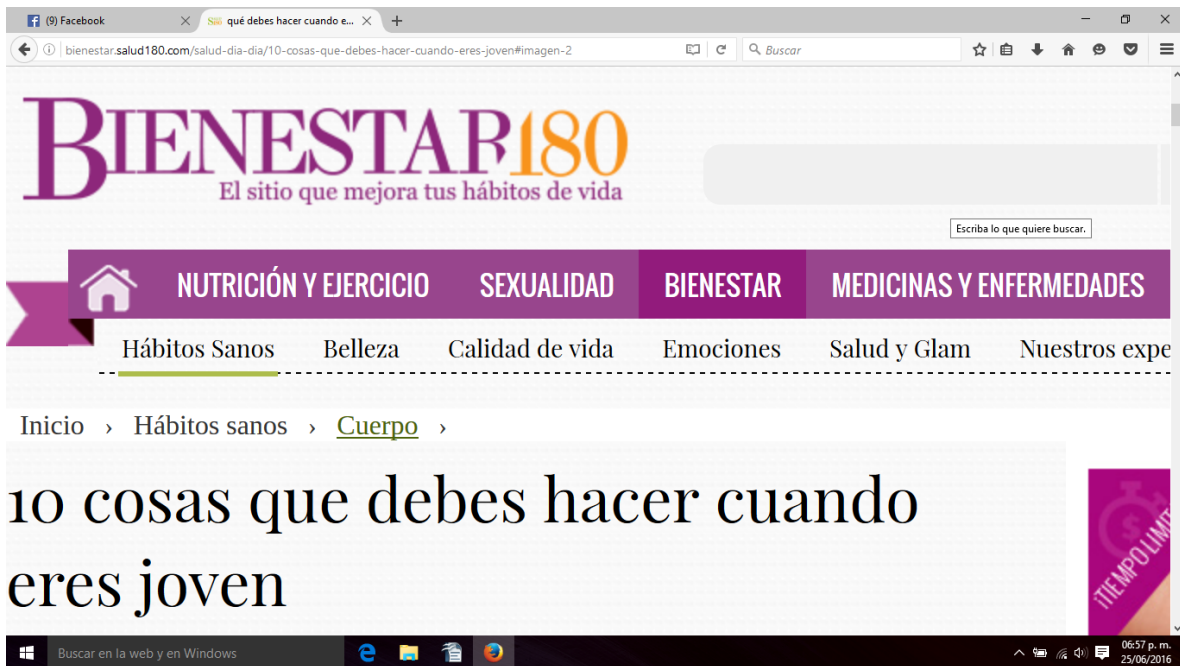 (9) Facebook
qué debes hacer cuando e...
bienestar.salud180.com/salud-dia-dia/10-cosas-que-debes-hacer-cuando-eres-joven#imagen-2
Buscar
BIENESTAR180
El sitio que mejora tus hábitos de vida
Escriba lo que quiere buscar.
NUTRICIÓN Y EJERCICIO SEXUALIDAD BIENESTAR MEDICINAS Y ENFERMEDADES
Hábitos Sanos Belleza Calidad de vida Emociones Salud y Glam Nuestros expe
Inicio › Hábitos sanos › Cuerpo ›
10 cosas que debes hacer cuando
eres joven
¡TIEMPO LIMIT
Buscar en la web y en Windows
06:57 p. m.
25/06/2016